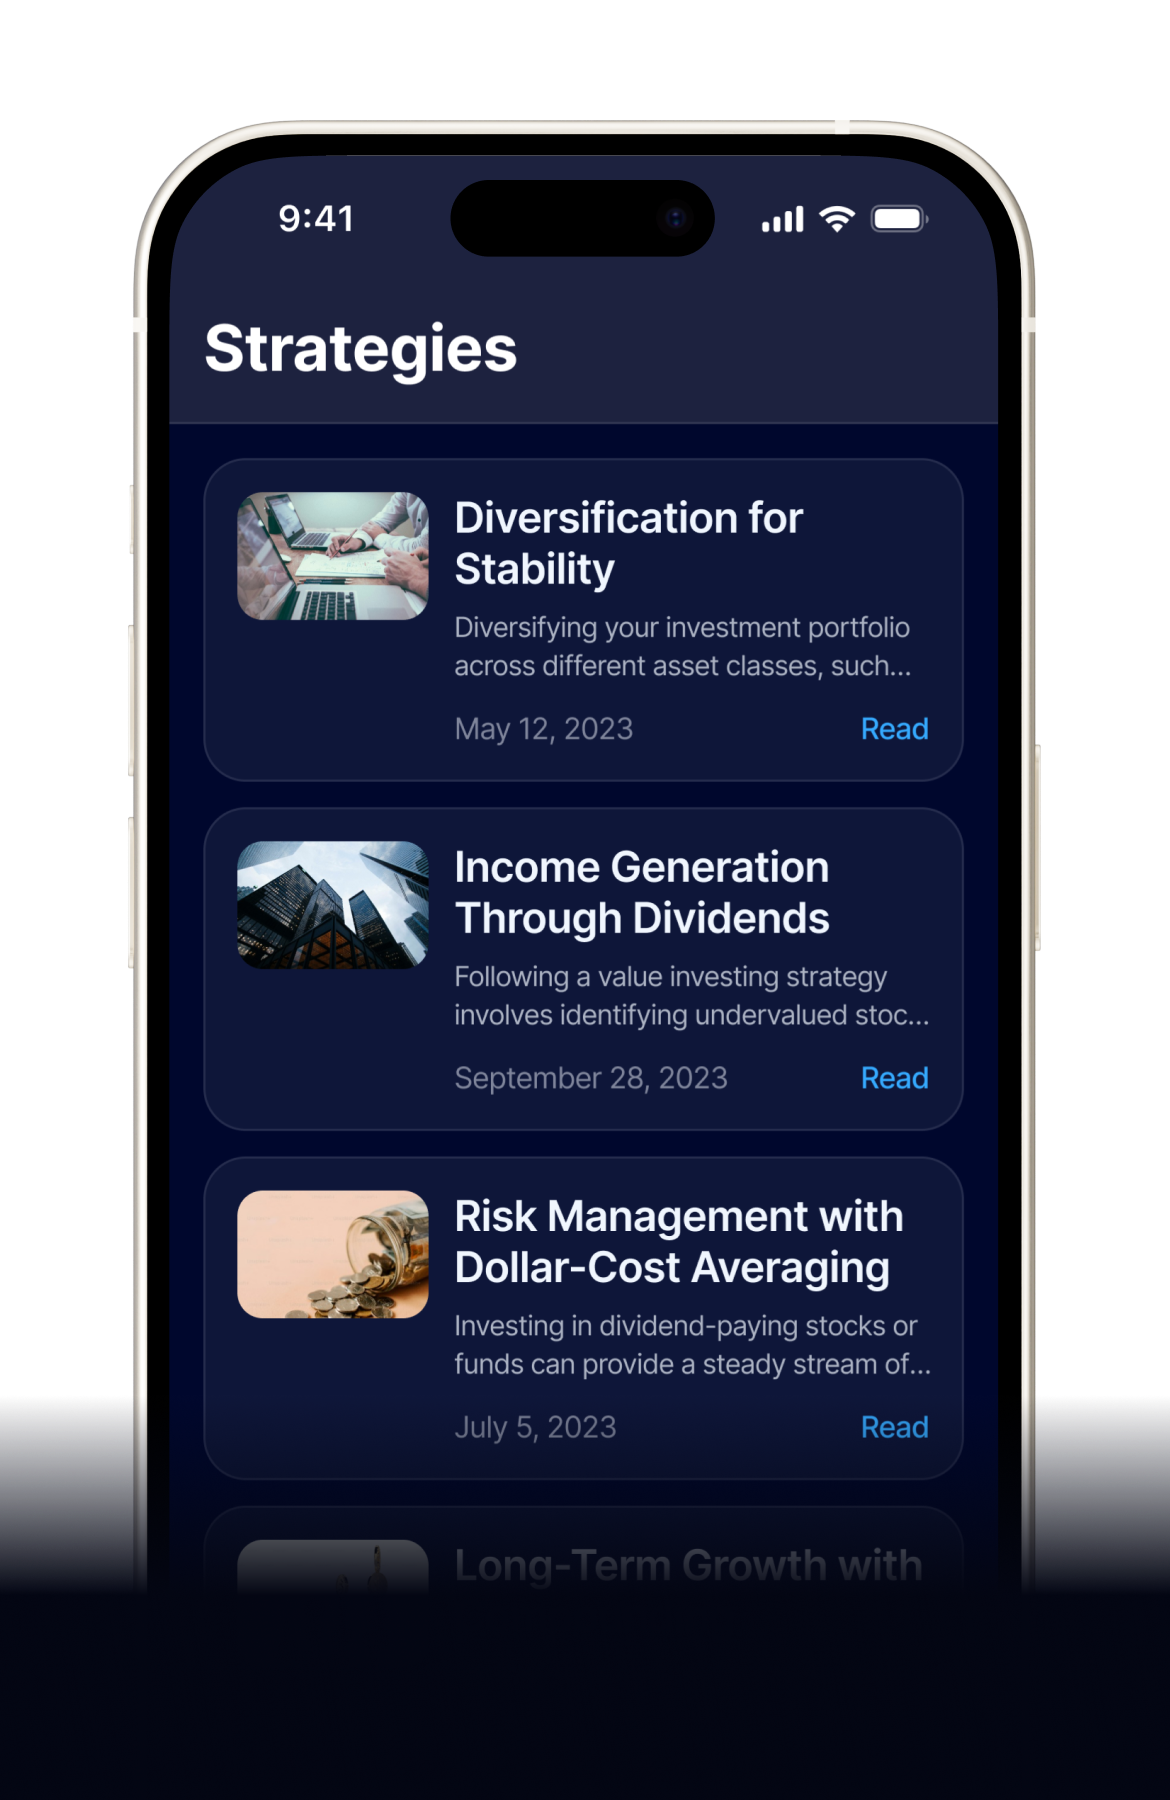 9:41
Strategies
Diversification for
Stability
Diversifying your investment portfolio
across different asset classes, such...
May 12, 2023
Read
Income Generation
Through Dividends
Following a value investing strategy
involves identifying undervalued stoc...
September 28, 2023
Read
Risk Management with
Dollar-Cost Averaging
Investing in dividend-paying stocks or
funds can provide a steady stream of...
July 5, 2023
Read
Long-Term Growth with